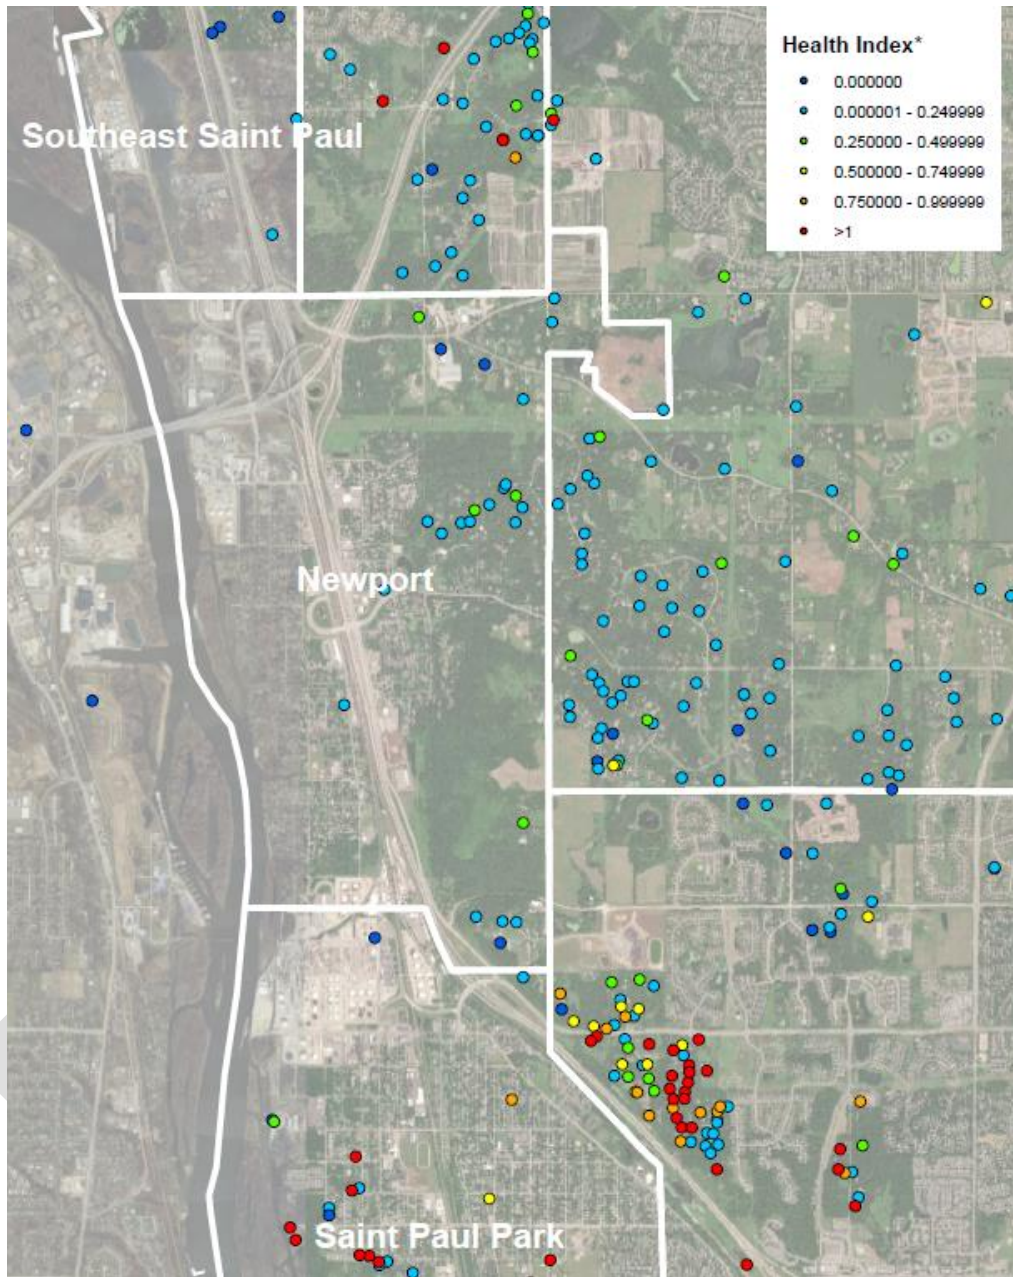 Health Index*
0.000000
0.000001 - 0.249999
0.250000 - 0.499999
0.500000 - 0.749999
0.750000 - 0.999999
>1
Southeast Saint Paul
Newport
Saint Paul Park